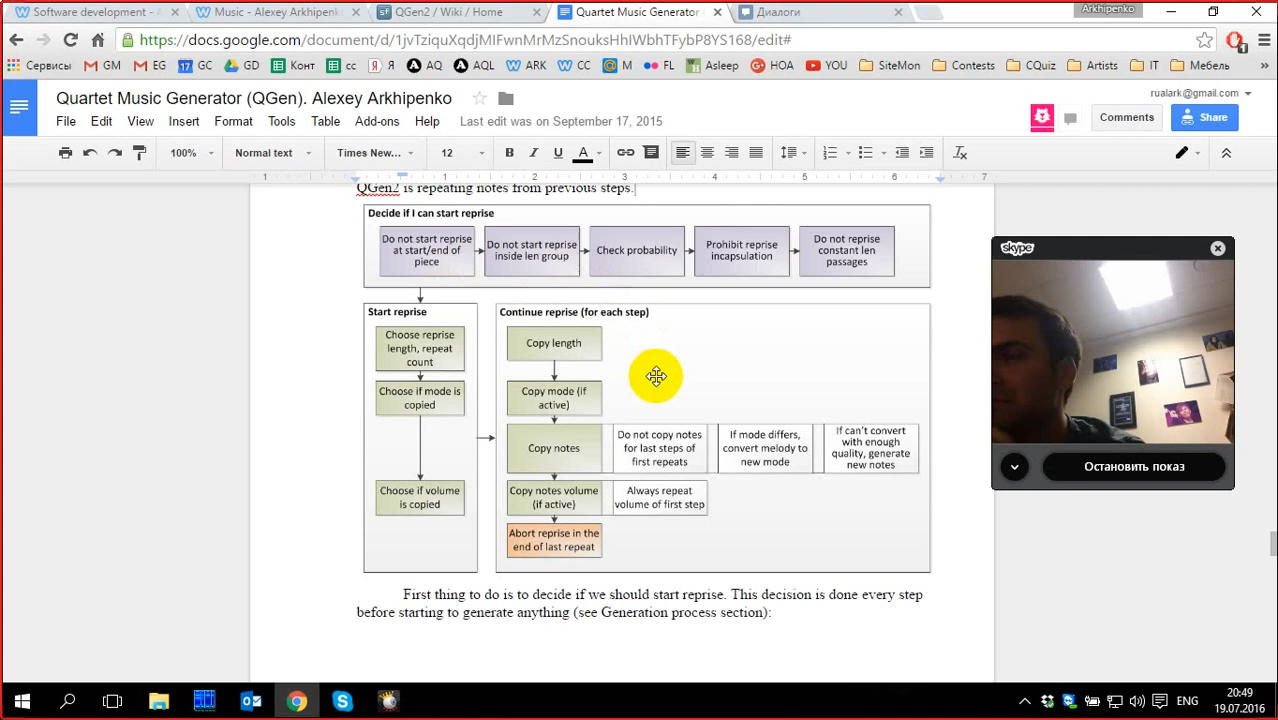 Arkhipenko
Software development -
Music - Alexey Arkhipenk
QGen2 / Wiki / Home
Quartet Music Generator
Диалоги
https://docs.google.com/document/d/1jvTziquXqdjMIFwnMrMzSnouksHhIWbhTFybP8YS168/edit#
Сервисы
GM
EG
GC
GD
Конт
cc
Я
AQ
AQL
ARK
CC
M
FL
Asleep
HOA
YOU
SiteMon
Contests
CQuiz
Artists
IT
Мебель
Quartet Music Generator (QGen). Alexey Arkhipenko
rualark@gmail.com
File Edit View Insert Format Tools Table Add-ons Help Last edit was on September 17, 2015
Comments
Share
100%
Normal text
Times New...
12
1 1 2 3 4 5 6 7
QGen2 is repeating notes from previous steps.
Decide if I can start reprise
Do not start reprise
at start/end of
piece
Do not start reprise
inside len group
Check probability
Prohibit reprise
incapsulation
Do not reprise
constant len
passages
Start reprise
Choose reprise
length, repeat
count
Choose if mode is
copied
Choose if volume
is copied
Continue reprise (for each step)
Copy length
Copy mode (if
active)
Copy notes
Do not copy notes
for last steps of
first repeats
If mode differs,
convert melody to
new mode
If can't convert
with enough
quality, generate
new notes
Copy notes volume
(if active)
Always repeat
volume of first step
Abort reprise in the
end of last repeat
First thing to do is to decide if we should start reprise. This decision is done every step
before starting to generate anything (see Generation process section):
skype
Остановить показ
ENG
20:49
19.07.2016